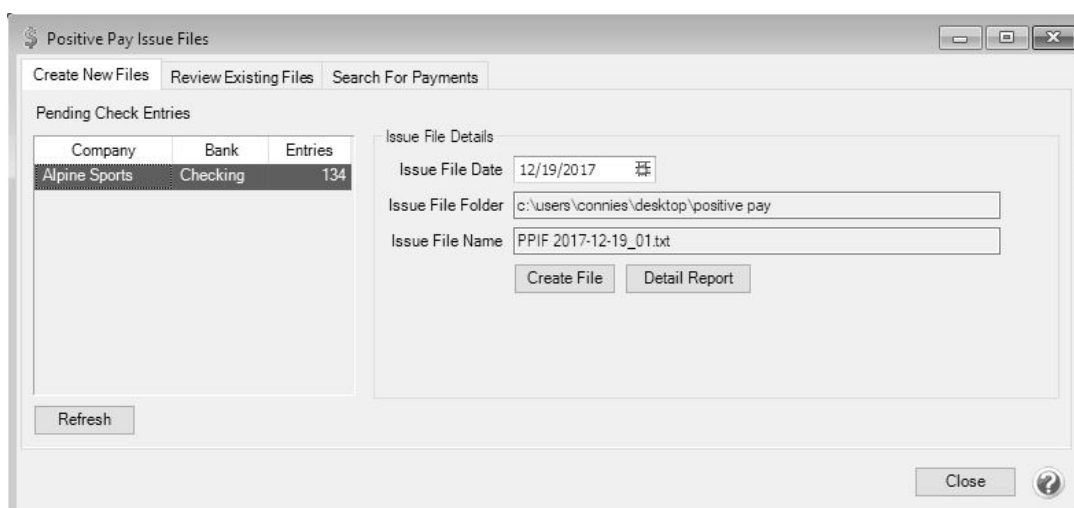 Positive Pay Issue Files
Create New Files Review Existing Files Search For Payments
Pending Check Entries
Company Bank Entries
Alpine Sports Checking 134
Issue File Details
Issue File Date 12/19/2017
Issue File Folder c:\users\connies\desktop\positive pay
Issue File Name PPIF 2017-12-19_01.txt
Create File Detail Report
Refresh
Close